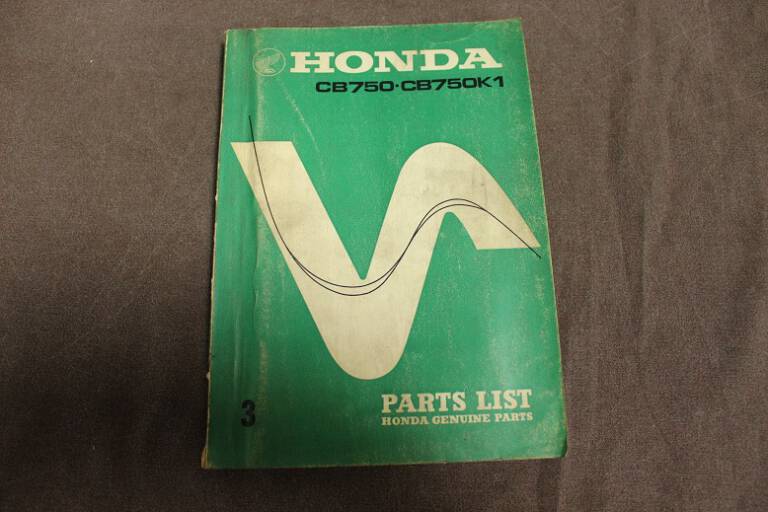 HONDA
CB750·CB750K1
3
PARTS LIST
HONDA GENUINE PARTS